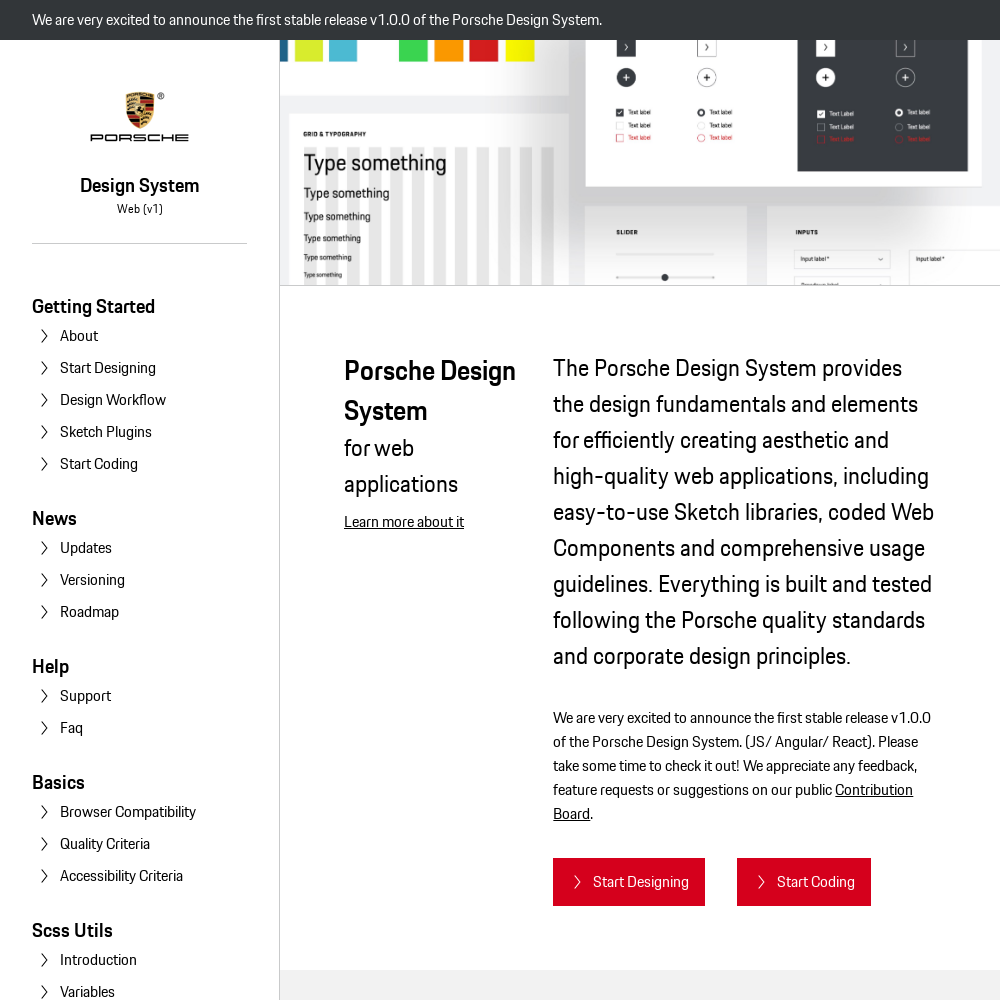 We are very excited to announce the first stable release v1.0.0 of the Porsche Design System.
®
PORSCHE
Design System
Web (v1)
Getting Started
About
Start Designing
Design Workflow
Sketch Plugins
Start Coding
News
Updates
Versioning
Roadmap
Help
Support
Faq
Basics
Browser Compatibility
Quality Criteria
Accessibility Criteria
Scss Utils
Introduction
Variables
GRID & TYPOGRAPHY
Type something
Type something
Type something
Type something
Type something
Type something
Text label Text label Text Label Text label
Text label Text label Text Label Text label
Text label Text label Text Label Text label
SLIDER
INPUTS
Input label* Input label*
Porsche Design
System
for web
applications
Learn more about it
The Porsche Design System provides
the design fundamentals and elements
for efficiently creating aesthetic and
high-quality web applications, including
easy-to-use Sketch libraries, coded Web
Components and comprehensive usage
guidelines. Everything is built and tested
following the Porsche quality standards
and corporate design principles.
We are very excited to announce the first stable release v1.0.0
of the Porsche Design System. (JS/ Angular/ React). Please
take some time to check it out! We appreciate any feedback,
feature requests or suggestions on our public Contribution
Board.
Start Designing
Start Coding